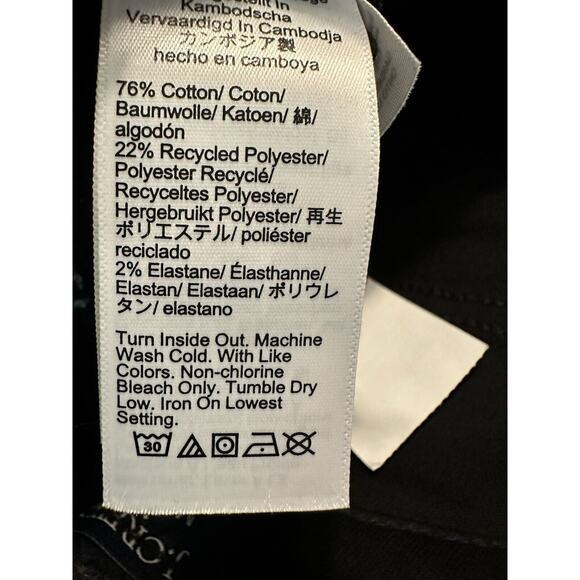 Kambodscha
Vervaardigd In Cambodja
カンボジア製
hecho en camboya
76% Cotton/ Coton/
Baumwolle/ Katoen/ 綿/
algodón
22% Recycled Polyester/
Polyester Recyclé/
Recyceltes Polyester/
Hergebruikt Polyester/ 再生
ポリエステル/ poliéster
reciclado
2% Elastane/ Élasthanne/
Elastan/ Elastaan/ ポリウレ
タン/ elastano
Turn Inside Out. Machine
Wash Cold. With Like
Colors. Non-chlorine
Bleach Only. Tumble Dry
Low. Iron On Lowest
Setting.
30